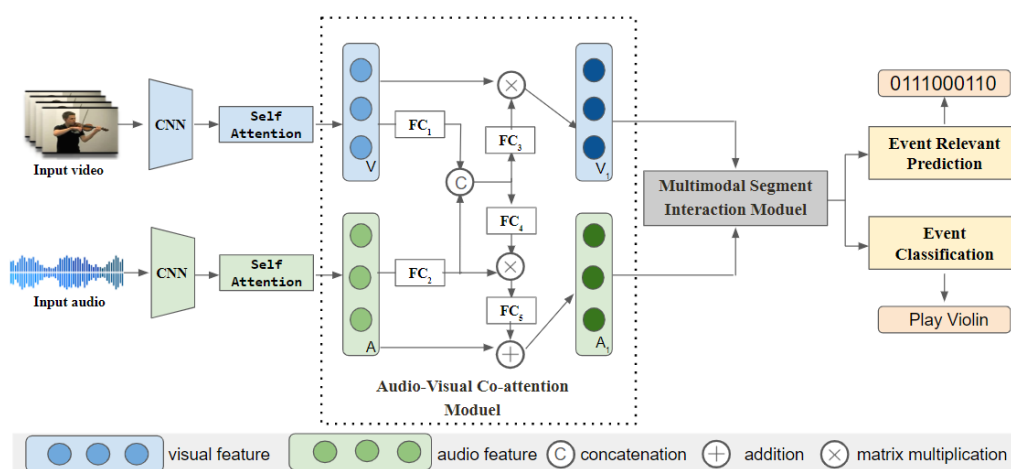 Input video
CNN
Self
Attention
V
FC1
C
FC3
×
V1
FC4
Input audio
CNN
Self
Attention
A
FC2
×
FC5
+
A1
Audio-Visual Co-attention
Moduel
Multimodal Segment
Interaction Moduel
0111000110
Event Relevant
Prediction
Event
Classification
Play Violin
visual feature
audio feature
C concatenation
+ addition
× matrix multiplication